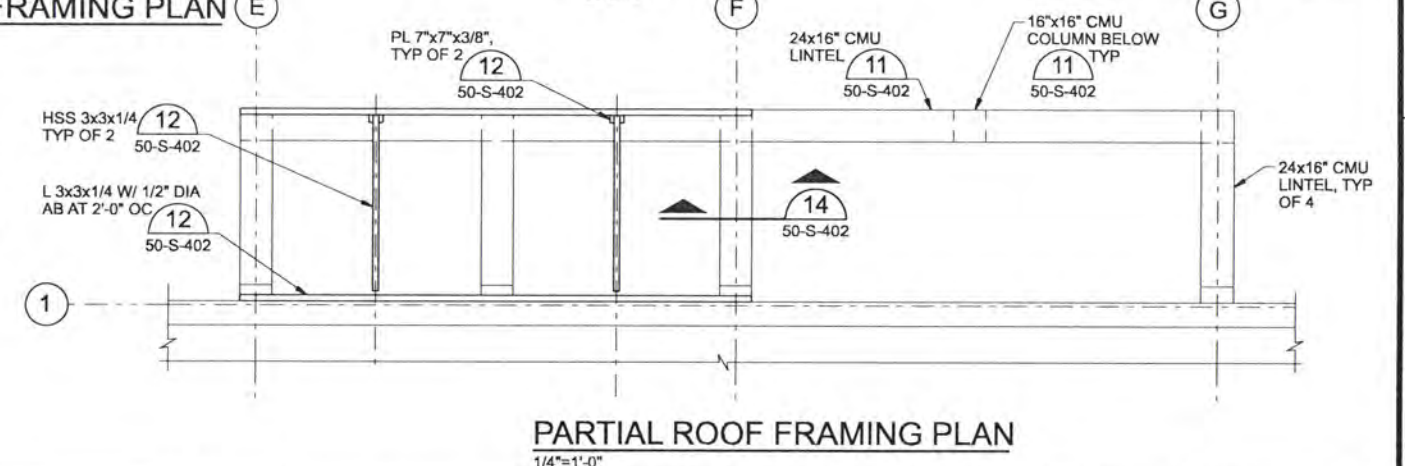 FRAMING PLAN
E
F
G
PL 7"x7"x3/8",
TYP OF 2
12
50-S-402
24x16" CMU
LINTEL
11
50-S-402
16"x16" CMU
COLUMN BELOW
TYP
11
50-S-402
HSS 3x3x1/4
TYP OF 2
12
50-S-402
L 3x3x1/4 W/ 1/2" DIA
AB AT 2'-0" OC
12
50-S-402
14
50-S-402
24x16" CMU
LINTEL, TYP
OF 4
1
PARTIAL ROOF FRAMING PLAN
1/4"=1'-0"